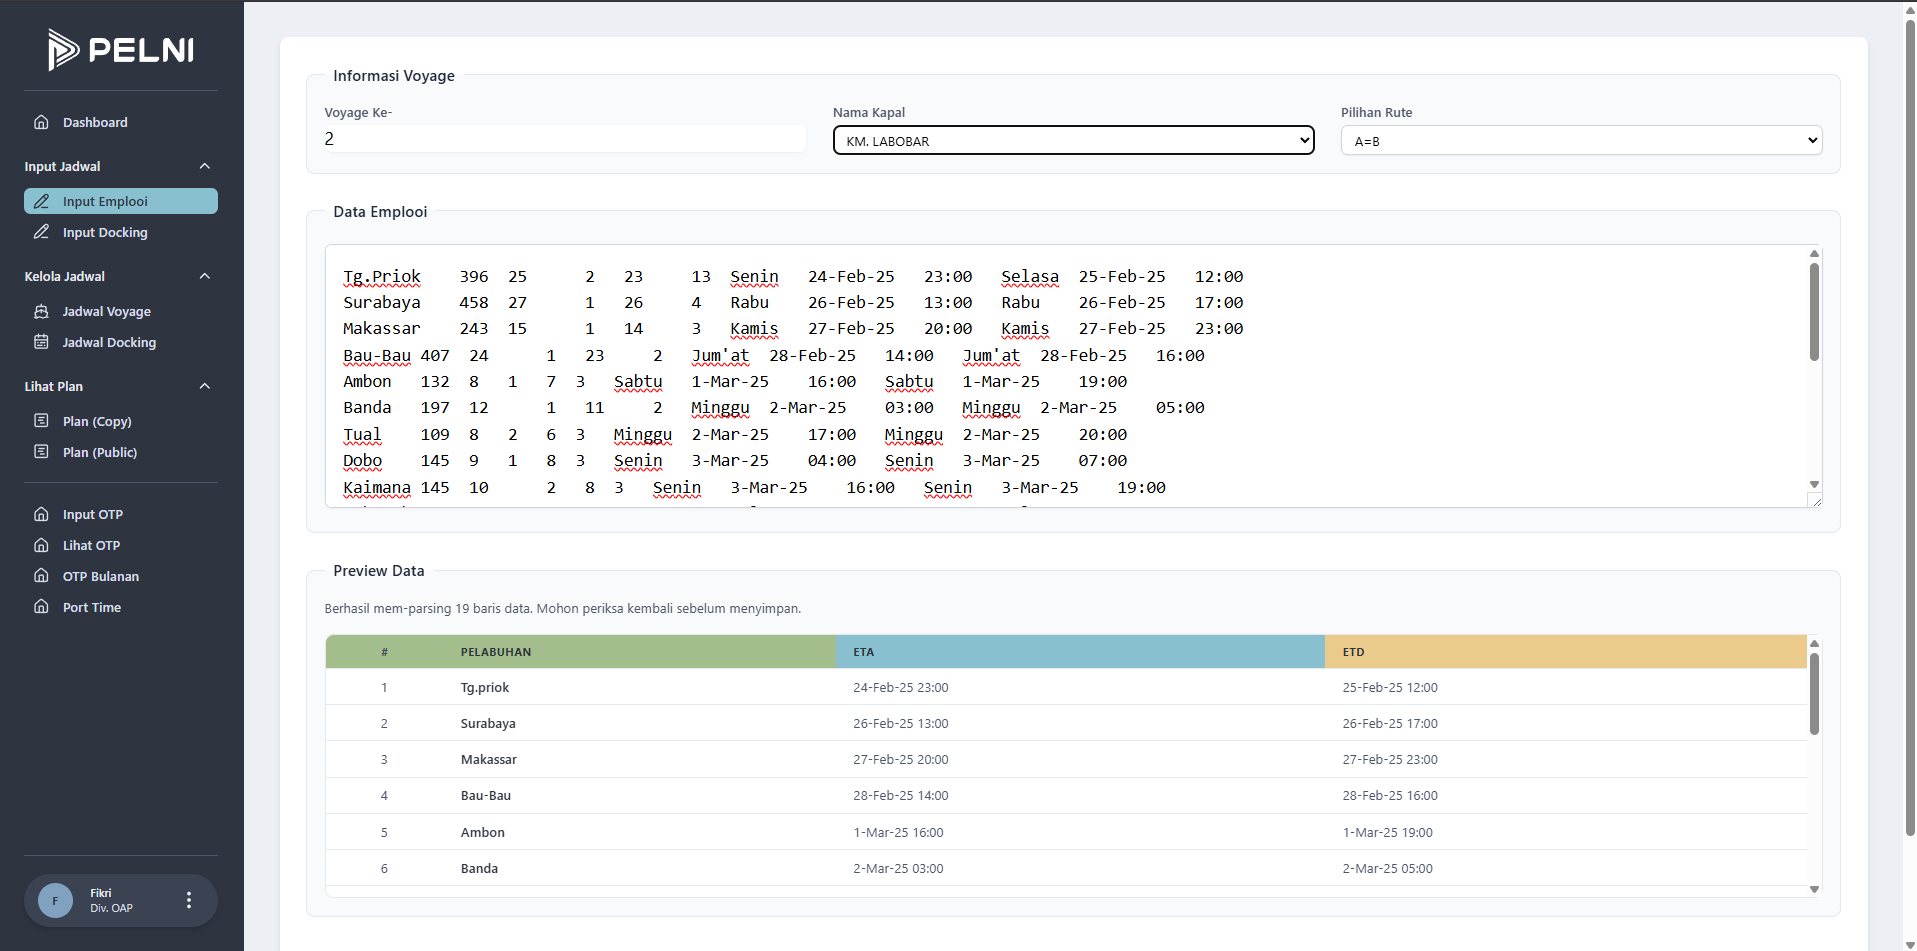 PELNI
Dashboard
Input Jadwal
Input Emplooi
Input Docking
Kelola Jadwal
Jadwal Voyage
Jadwal Docking
Lihat Plan
Plan (Copy)
Plan (Public)
Input OTP
Lihat OTP
OTP Bulanan
Port Time
F
Fikri
Div. OAP
Informasi Voyage
Voyage Ke- Nama Kapal Pilihan Rute
2 KM. LABOBAR A=B
Data Emplooi
Tg.Priok 396 25 2 23 13 Senin 24-Feb-25 23:00 Selasa 25-Feb-25 12:00
Surabaya 458 27 1 26 4 Rabu 26-Feb-25 13:00 Rabu 26-Feb-25 17:00
Makassar 243 15 1 14 3 Kamis 27-Feb-25 20:00 Kamis 27-Feb-25 23:00
Bau-Bau 407 24 1 23 2 Jum'at 28-Feb-25 14:00 Jum'at 28-Feb-25 16:00
Ambon 132 8 1 7 3 Sabtu 1-Mar-25 16:00 Sabtu 1-Mar-25 19:00
Banda 197 12 1 11 2 Minggu 2-Mar-25 03:00 Minggu 2-Mar-25 05:00
Tual 109 8 2 6 3 Minggu 2-Mar-25 17:00 Minggu 2-Mar-25 20:00
Dobo 145 9 1 8 3 Senin 3-Mar-25 04:00 Senin 3-Mar-25 07:00
Kaimana 145 10 2 8 3 Senin 3-Mar-25 16:00 Senin 3-Mar-25 19:00
Preview Data
Berhasil mem-parsing 19 baris data. Mohon periksa kembali sebelum menyimpan.
# PELABUHAN ETA ETD
1 Tg.priok 24-Feb-25 23:00 25-Feb-25 12:00
2 Surabaya 26-Feb-25 13:00 26-Feb-25 17:00
3 Makassar 27-Feb-25 20:00 27-Feb-25 23:00
4 Bau-Bau 28-Feb-25 14:00 28-Feb-25 16:00
5 Ambon 1-Mar-25 16:00 1-Mar-25 19:00
6 Banda 2-Mar-25 03:00 2-Mar-25 05:00